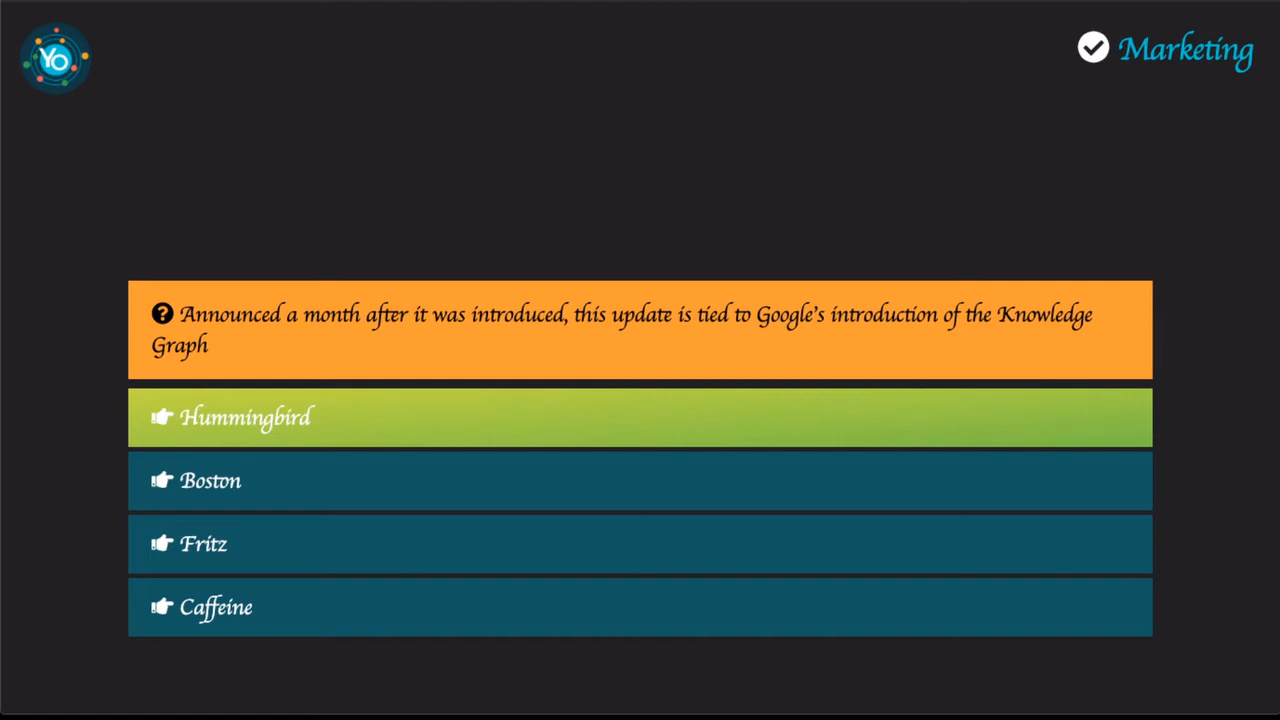 Yo
Marketing
Announced a month after it was introduced, this update is tied to Google's introduction of the Knowledge
Graph
Hummingbird
Boston
Fritz
Caffeine